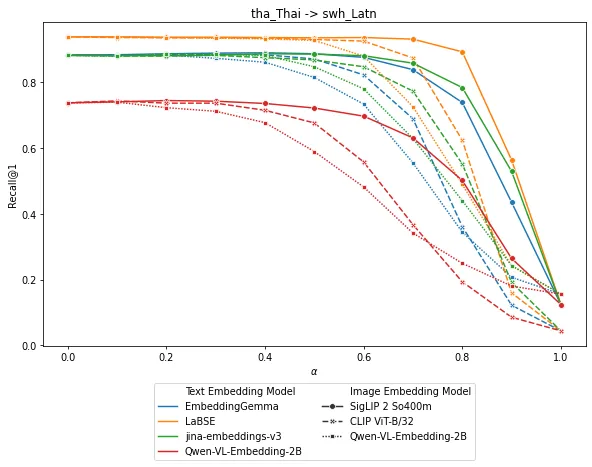 tha_Thai -> swh_Latn
Recall@1
0.8
0.6
0.4
0.2
0.0
0.0 0.2 0.4 0.6 0.8 1.0
α
Text Embedding Model
EmbeddingGemma
LaBSE
jina-embeddings-v3
Qwen-VL-Embedding-2B
Image Embedding Model
SigLIP 2 So400m
CLIP ViT-B/32
Qwen-VL-Embedding-2B